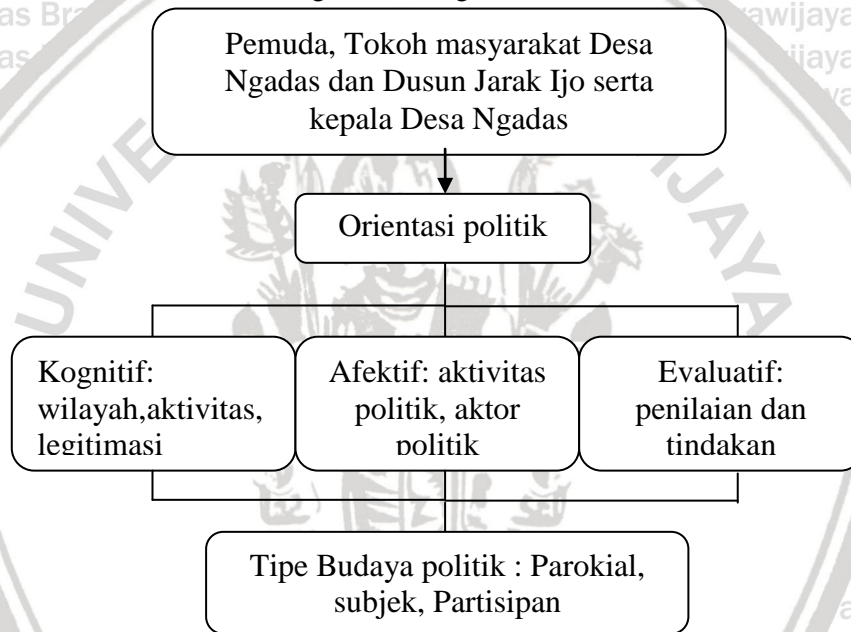 Pemuda, Tokoh masyarakat Desa
Ngadas dan Dusun Jarak Ijo serta
kepala Desa Ngadas
Orientasi politik
Kognitif:
wilayah,aktivitas,
legitimasi
Afektif: aktivitas
politik, aktor
politik
Evaluatif:
penilaian dan
tindakan
Tipe Budaya politik : Parokial,
subjek, Partisipan